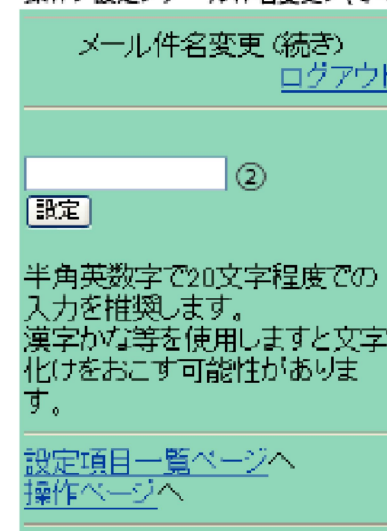 メール件名変更 (続き)
ログアウト
②
設定
半角英数字で20文字程度での
入力を推奨します。
漢字かな等を使用しますと文字
化けをおこす可能性がありま
す。
設定項目一覧ページへ
操作ページへ